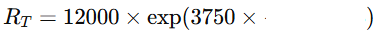 R_T = 12000 × exp(3750 × )